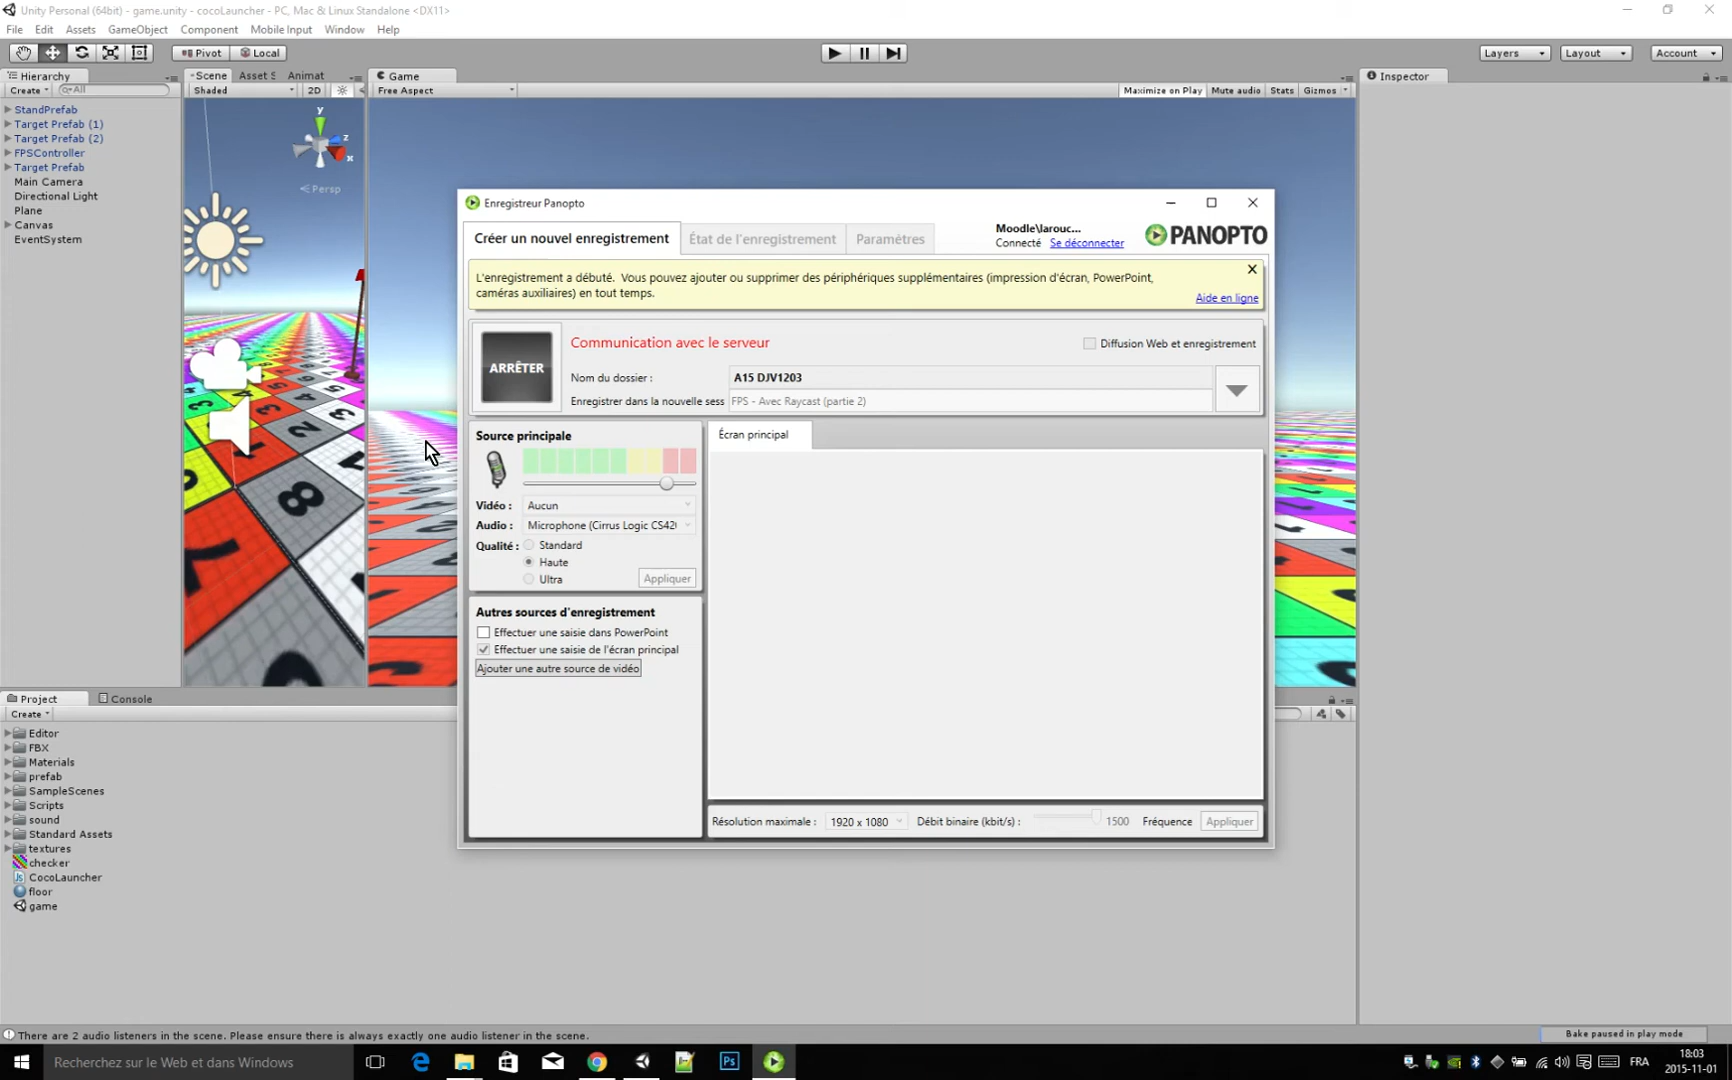 Unity Personal (64bit) - game.unity - cocoLauncher - PC, Mac & Linux Standalone <DX11>
File Edit Assets GameObject Component Mobile Input Window Help
Pivot Local Layers Layout Account
Hierarchy Scene Asset S Animat Game Inspector
Create All Shaded 2D Free Aspect Maximize on Play Mute audio Stats Gizmos
StandPrefab
Target Prefab (1)
Target Prefab (2)
FPSController
Target Prefab
Main Camera
Directional Light
Plane
Canvas
EventSystem
y
z
x
Persp
Enregistreur Panopto
Créer un nouvel enregistrement État de l'enregistrement Paramètres
Moodle\larouc...
Connecté Se déconnecter
PANOPTO
L'enregistrement a débuté. Vous pouvez ajouter ou supprimer des périphériques supplémentaires (impression d'écran, PowerPoint,
caméras auxiliaires) en tout temps.
Aide en ligne
ARRÊTER
Communication avec le serveur
Diffusion Web et enregistrement
Nom du dossier : A15 DJV1203
Enregistrer dans la nouvelle sess FPS - Avec Raycast (partie 2)
Source principale
Écran principal
Vidéo : Aucun
Audio : Microphone (Cirrus Logic CS42
Qualité : Standard
Haute
Ultra
Appliquer
Autres sources d'enregistrement
Effectuer une saisie dans PowerPoint
Effectuer une saisie de l'écran principal
Ajouter une autre source de vidéo
Résolution maximale : 1920 x 1080 Débit binaire (kbit/s) : 1500 Fréquence Appliquer
Project Console
Create
Editor
FBX
Materials
prefab
SampleScenes
Scripts
sound
Standard Assets
textures
checker
CocoLauncher
floor
game
There are 2 audio listeners in the scene. Please ensure there is always exactly one audio listener in the scene.
Bake paused in play mode
Recherchez sur le Web et dans Windows
FRA
18:03
2015-11-01